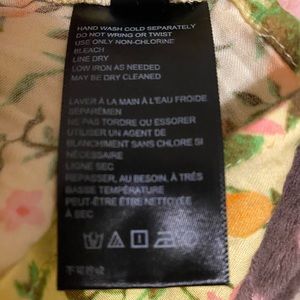 HAND WASH COLD SEPARATELY
DO NOT WRING OR TWIST
USE ONLY NON-CHLORINE
BLEACH
LINE DRY
LOW IRON AS NEEDED
MAY BE DRY CLEANED
LAVER À LA MAIN À L'EAU FROIDE
SÉPARÉMEN
NE PAS TORDRE OU ESSORER
UTILISER UN AGENT DE
BLANCHIMENT SANS CHLORE SI
NÉCESSAIRE
LIGNE SEC
REPASSER, AU BESOIN, À TRÈS
BASSE TEMPÉRATURE
PEUT-ÊTRE ÊTRE NETTOYÉ
À SEC